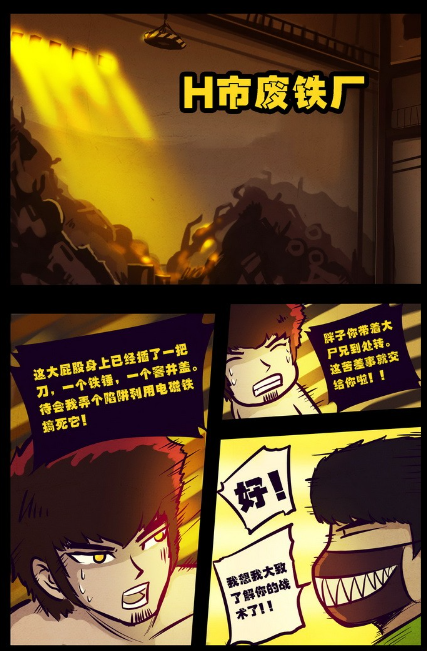 H市废铁厂
这大屁股身上已经插了一把
刀，一个铁锤，一个窨井盖。
待会我弄个陷阱利用电磁铁
搞死它！
胖子你带着大
尸兄到处转。
这苦差事就交
给你啦！！
好！
我想我大致
了解你的战
术了！！